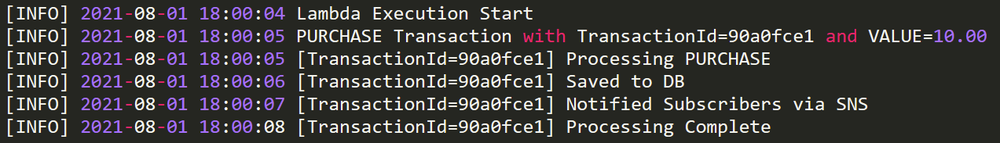 [INFO] 2021-08-01 18:00:04 Lambda Execution Start
[INFO] 2021-08-01 18:00:05 PURCHASE Transaction with TransactionId=90a0fce1 and VALUE=10.00
[INFO] 2021-08-01 18:00:05 [TransactionId=90a0fce1] Processing PURCHASE
[INFO] 2021-08-01 18:00:06 [TransactionId=90a0fce1] Saved to DB
[INFO] 2021-08-01 18:00:07 [TransactionId=90a0fce1] Notified Subscribers via SNS
[INFO] 2021-08-01 18:00:08 [TransactionId=90a0fce1] Processing Complete